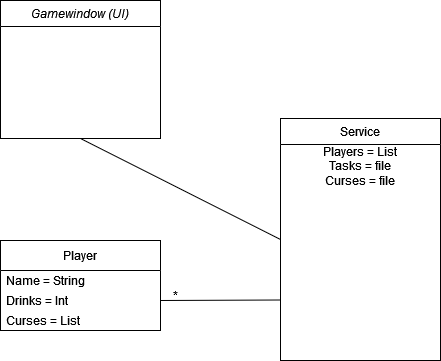 Gamewindow (UI)
Service
Players = List
Tasks = file
Curses = file
Player
Name = String
Drinks = Int
Curses = List
*